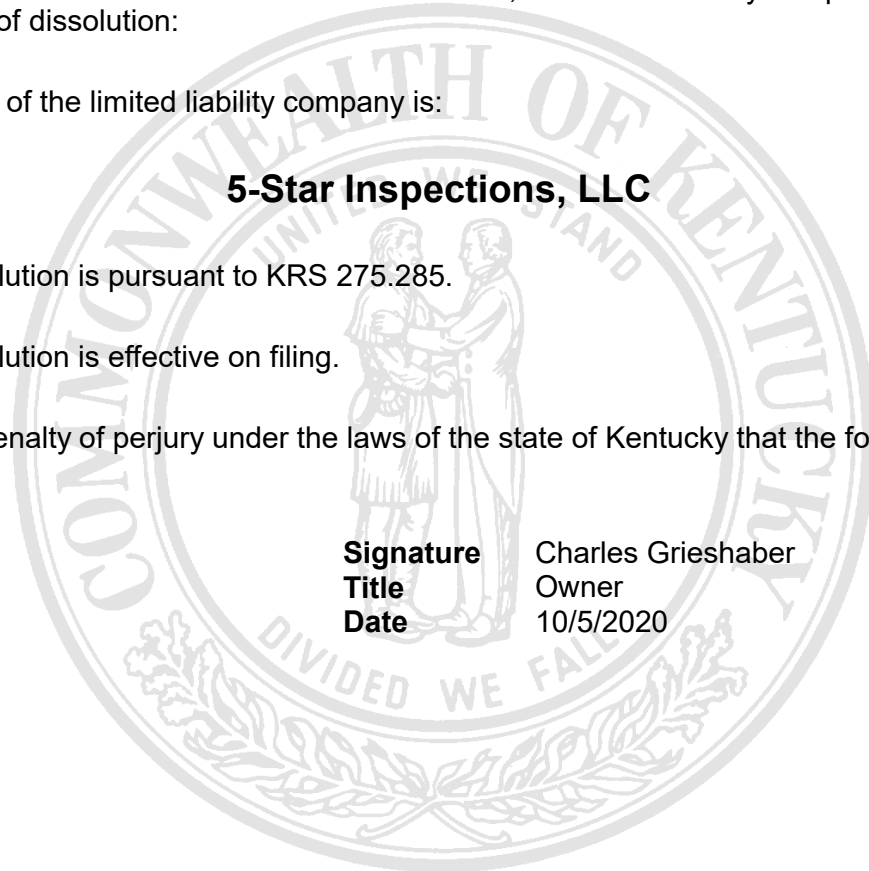 of dissolution:
of the limited liability company is:
5-Star Inspections, LLC
lution is pursuant to KRS 275.285.
lution is effective on filing.
enalty of perjury under the laws of the state of Kentucky that the fo
Signature Charles Grieshaber
Title Owner
Date 10/5/2020
COMMONWEALTH OF KENTUCKY
UNITED WE STAND
DIVIDED WE FALL